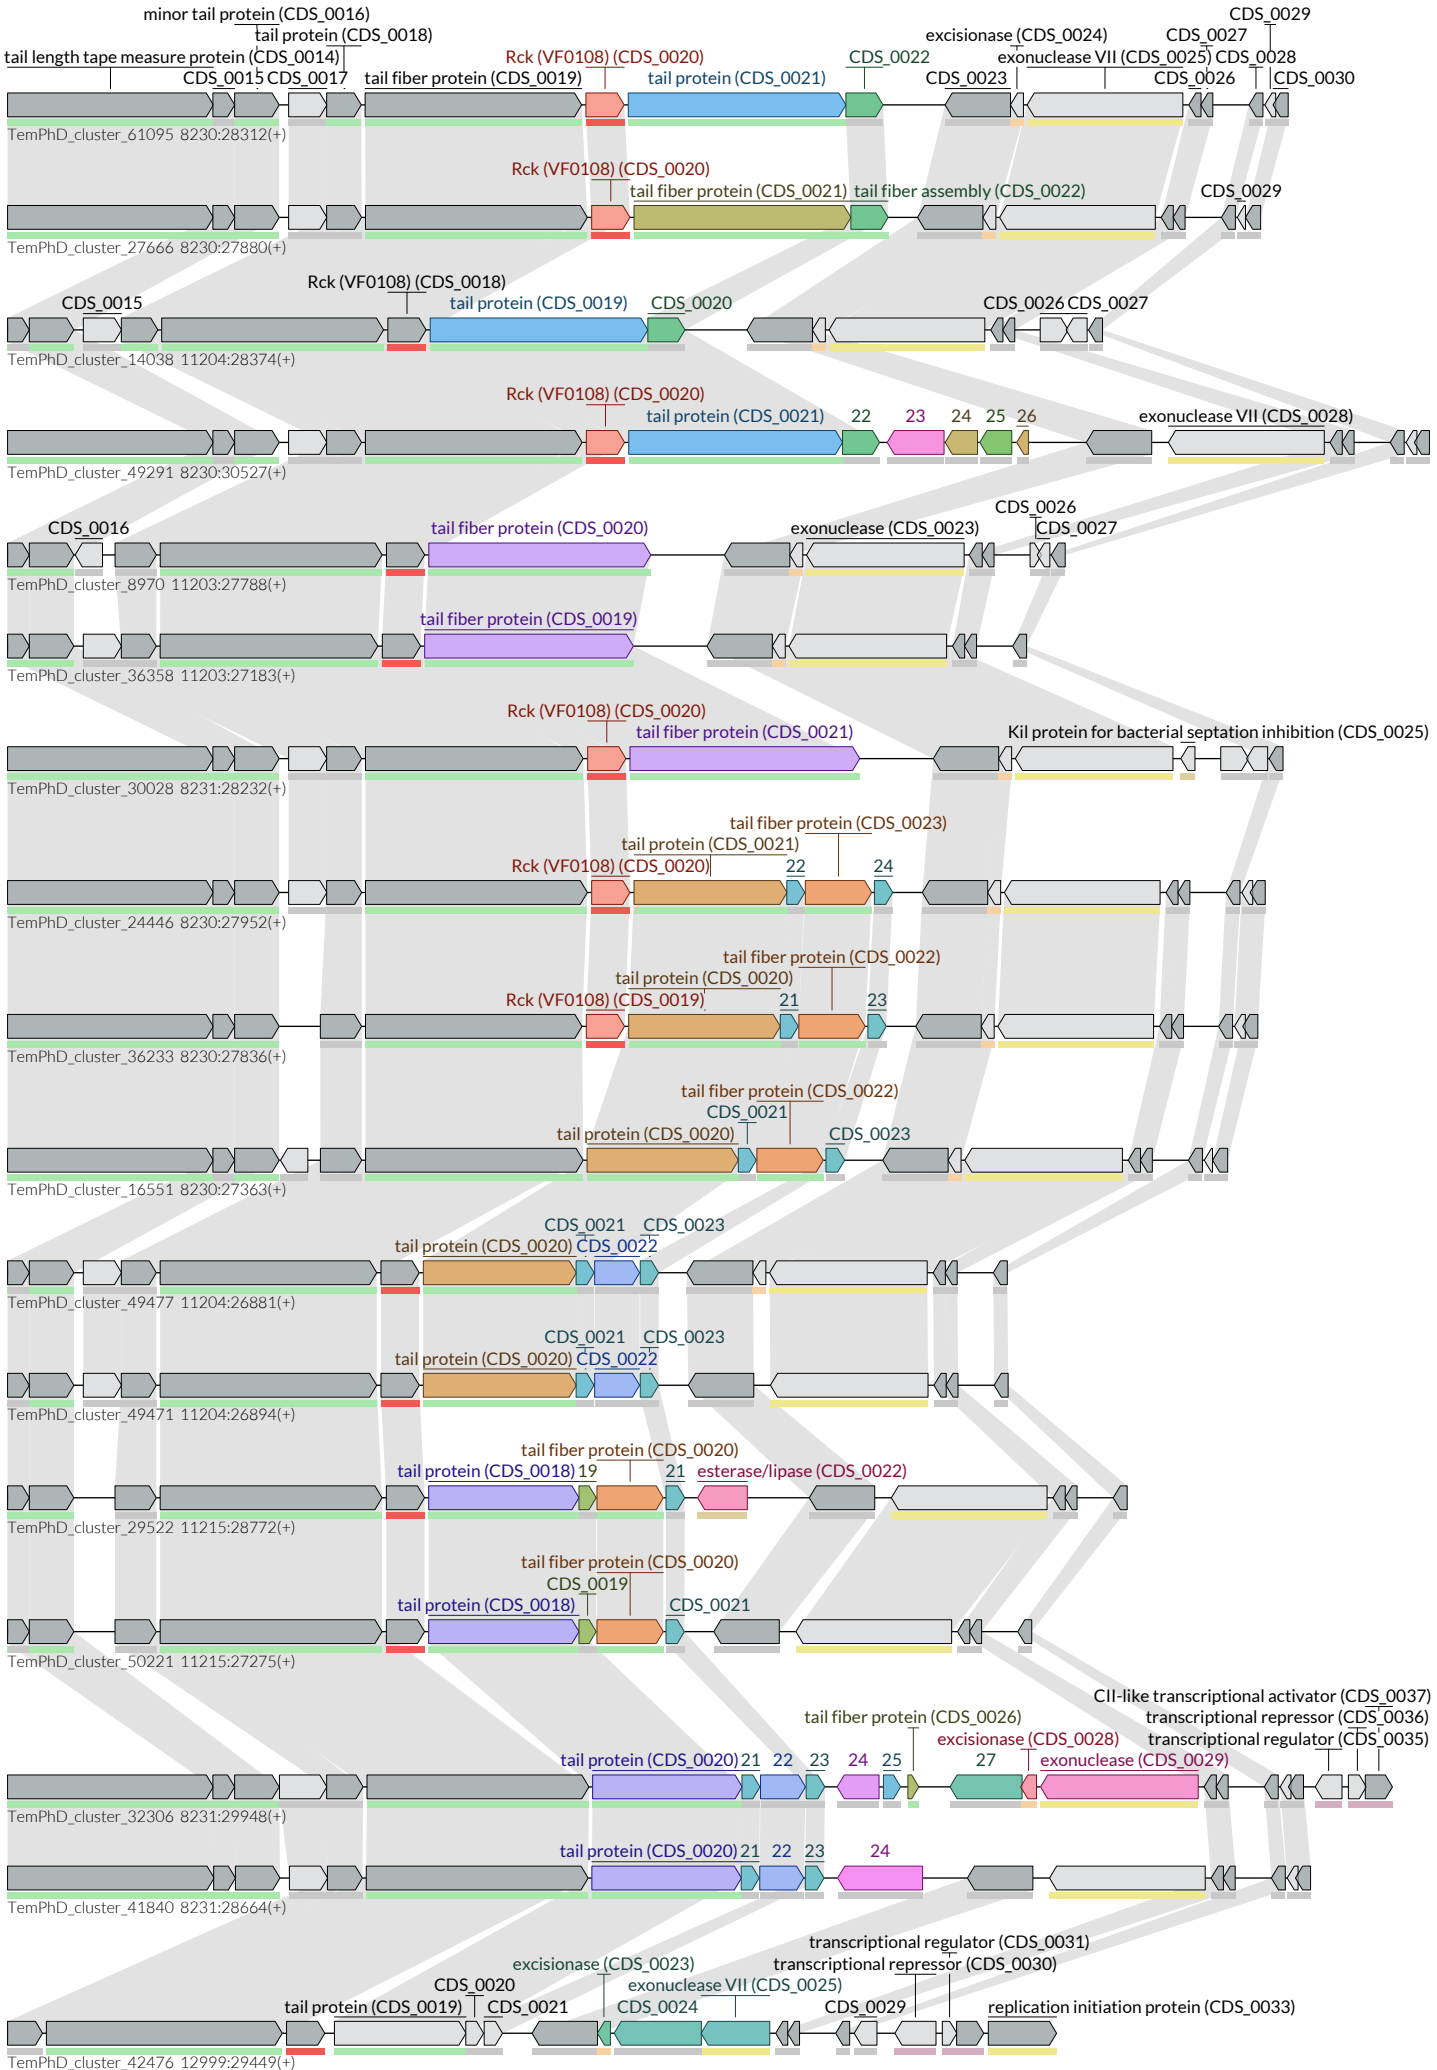 minor tail protein (CDS_0016)
CDS_0029
tail protein (CDS_0018)
excisionase (CDS_0024)
CDS_0027
tail length tape measure protein (CDS_0014)
Rck (VF0108) (CDS_0020)
CDS_0022
exonuclease VII (CDS_0025)
CDS_0028
CDS_0015
CDS_0017
tail fiber protein (CDS_0019)
tail protein (CDS_0021)
CDS_0023
CDS_0026
CDS_0030
TemPhD_cluster_61095 8230:28312(+)
Rck (VF0108) (CDS_0020)
tail fiber protein (CDS_0021)
tail fiber assembly (CDS_0022)
CDS_0029
TemPhD_cluster_27666 8230:27880(+)
Rck (VF0108) (CDS_0018)
CDS_0015
tail protein (CDS_0019)
CDS_0020
CDS_0026
CDS_0027
TemPhD_cluster_14038 11204:28374(+)
Rck (VF0108) (CDS_0020)
tail protein (CDS_0021)
22
23
24
25
26
exonuclease VII (CDS_0028)
TemPhD_cluster_49291 8230:30527(+)
CDS_0026
CDS_0016
tail fiber protein (CDS_0020)
exonuclease (CDS_0023)
CDS_0027
TemPhD_cluster_8970 11203:27788(+)
tail fiber protein (CDS_0019)
TemPhD_cluster_36358 11203:27183(+)
Rck (VF0108) (CDS_0020)
tail fiber protein (CDS_0021)
Kil protein for bacterial septation inhibition (CDS_0025)
TemPhD_cluster_30028 8231:28232(+)
tail fiber protein (CDS_0023)
tail protein (CDS_0021)
Rck (VF0108) (CDS_0020)
22
24
TemPhD_cluster_24446 8230:27952(+)
tail fiber protein (CDS_0022)
tail protein (CDS_0020)
Rck (VF0108) (CDS_0019)
21
23
TemPhD_cluster_36233 8230:27836(+)
tail fiber protein (CDS_0022)
CDS_0021
tail protein (CDS_0020)
CDS_0023
TemPhD_cluster_16551 8230:27363(+)
CDS_0021
CDS_0023
tail protein (CDS_0020)
CDS_0022
TemPhD_cluster_49477 11204:26881(+)
CDS_0021
CDS_0023
tail protein (CDS_0020)
CDS_0022
TemPhD_cluster_49471 11204:26894(+)
tail fiber protein (CDS_0020)
tail protein (CDS_0018)
19
21
esterase/lipase (CDS_0022)
TemPhD_cluster_29522 11215:28772(+)
tail fiber protein (CDS_0020)
CDS_0019
tail protein (CDS_0018)
CDS_0021
TemPhD_cluster_50221 11215:27275(+)
CII-like transcriptional activator (CDS_0037)
tail fiber protein (CDS_0026)
transcriptional repressor (CDS_0036)
excisionase (CDS_0028)
transcriptional regulator (CDS_0035)
tail protein (CDS_0020)
21
22
23
24
25
27
exonuclease (CDS_0029)
TemPhD_cluster_32306 8231:29948(+)
tail protein (CDS_0020)
21
22
23
24
TemPhD_cluster_41840 8231:28664(+)
transcriptional regulator (CDS_0031)
excisionase (CDS_0023)
transcriptional repressor (CDS_0030)
CDS_0020
exonuclease VII (CDS_0025)
tail protein (CDS_0019)
CDS_0021
CDS_0024
CDS_0029
replication initiation protein (CDS_0033)
TemPhD_cluster_42476 12999:29449(+)